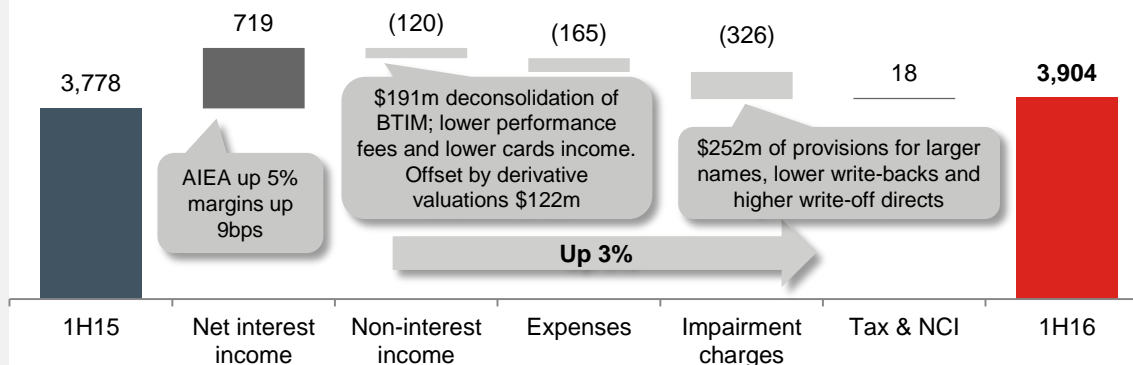 719
(120)
(165)
(326)
3,778
18
3,904
$191m deconsolidation of
BTIM; lower performance
fees and lower cards income.
Offset by derivative
valuations $122m
AIEA up 5%
margins up
9bps
$252m of provisions for larger
names, lower write-backs and
higher write-off directs
Up 3%
1H15
Net interest
income
Non-interest
income
Expenses
Impairment
charges
Tax & NCI
1H16